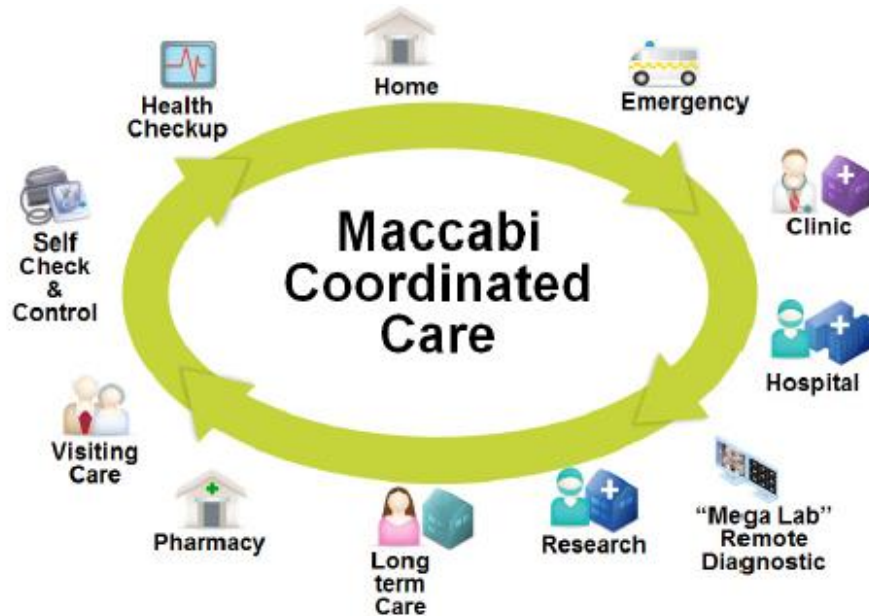 Home
Emergency
Health
Checkup
Clinic
Self
Check
&
Control
Maccabi
Coordinated
Care
Hospital
Visiting
Care
Pharmacy
Long
term
Care
Research
“Mega Lab”
Remote
Diagnostic